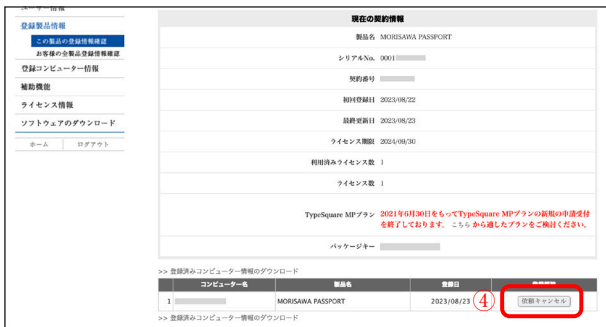 ユーザー情報
登録製品情報
この製品の登録情報確認
お客様の全製品登録情報確認
登録コンピューター情報
補助機能
ライセンス情報
ソフトウェアのダウンロード
ホーム ログアウト
現在の契約情報
製品名 MORISAWA PASSPORT
シリアルNo. 0001
契約番号
初回登録日 2023/08/22
最終更新日 2023/08/23
ライセンス期限 2024/09/30
利用済みライセンス数 1
ライセンス数 1
TypeSquare MPプラン 2021年6月30日をもってTypeSquare MPプランの新規の申請受付
を終了しております。こちら から適したプランをご検討ください。
パッケージキー
>> 登録済みコンピューター情報のダウンロード
コンピューター名 製品名 登録日 登録解除
1 MORISAWA PASSPORT 2023/08/23 ④ 依頼キャンセル
>> 登録済みコンピューター情報のダウンロード